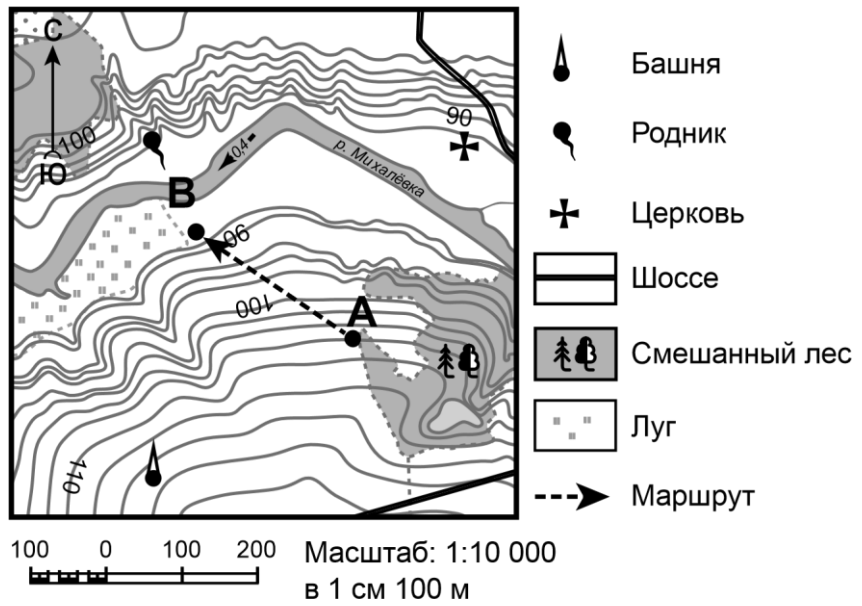 С
100
Ю
0,4
р. Михалёвка
90
В
90
100
А
110
Башня
Родник
Церковь
Шоссе
Смешанный лес
Луг
Маршрут
100 0 100 200
Масштаб: 1:10 000
в 1 см 100 м